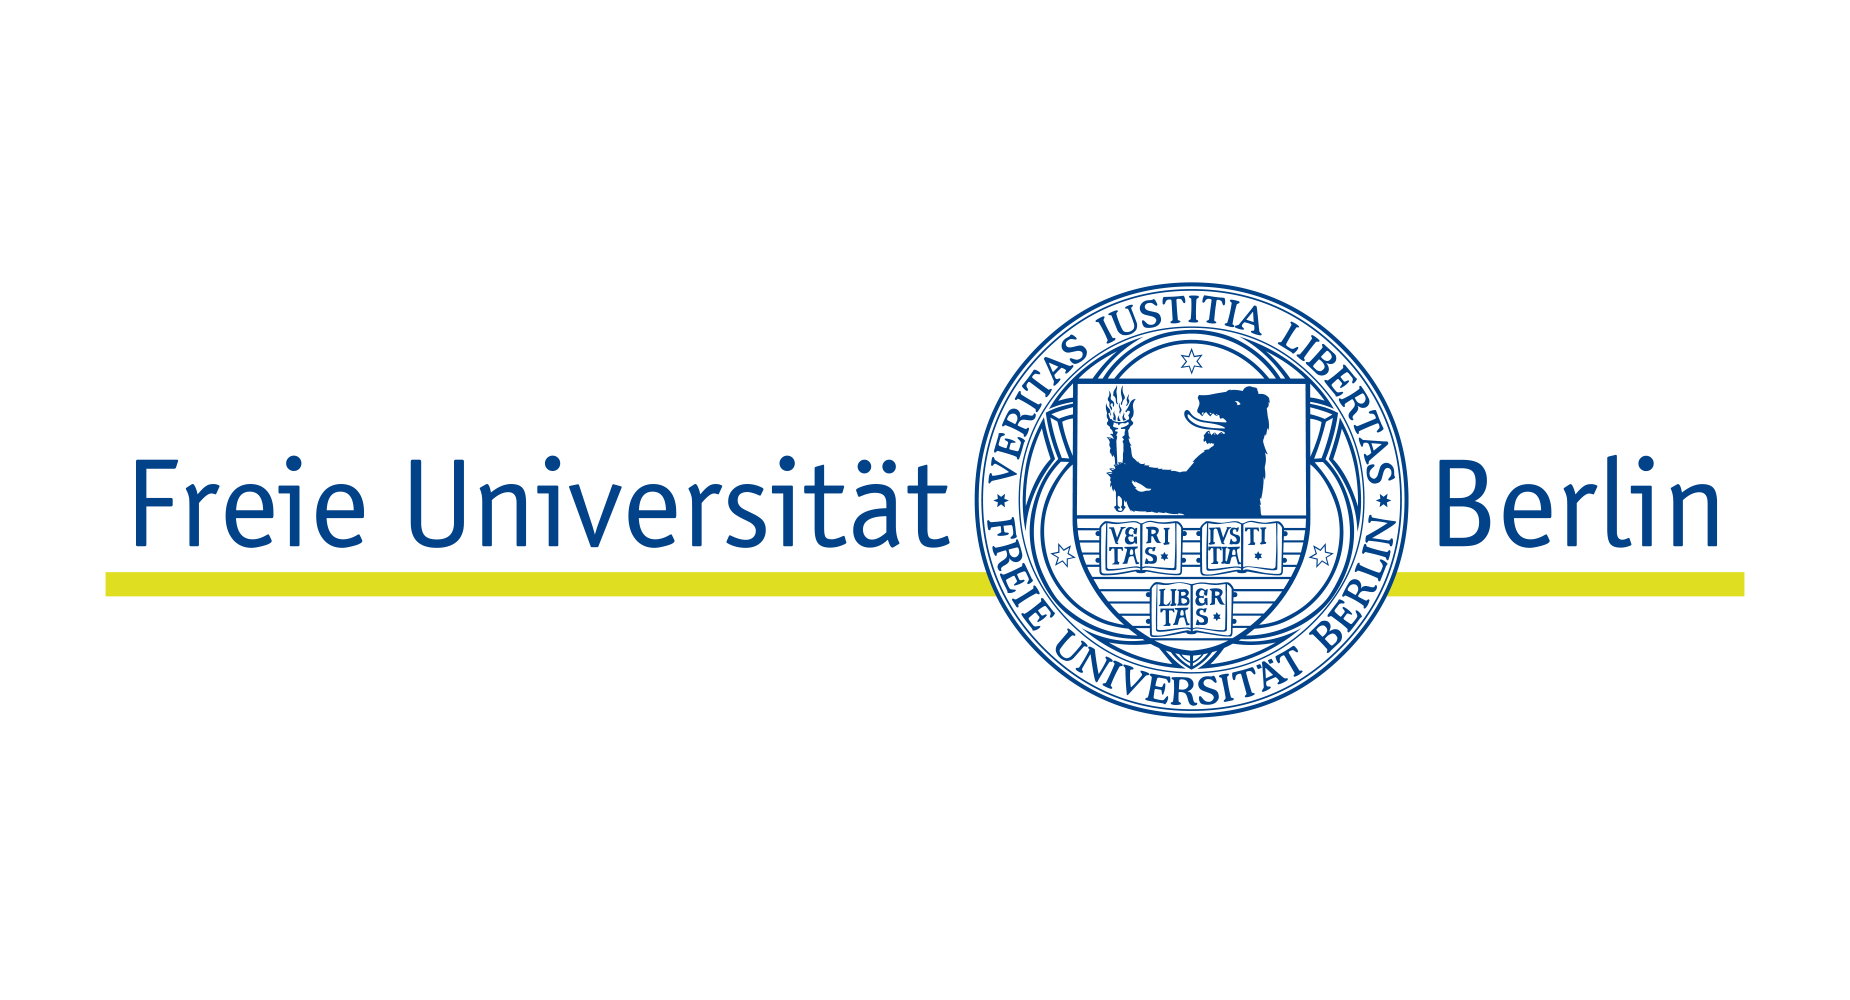 Freie Universität Berlin
VERITAS IUSTITIA LIBERTAS
FREIE UNIVERSITÄT BERLIN
VERI
TAS
IVSTI
TIA
LIBER
TAS